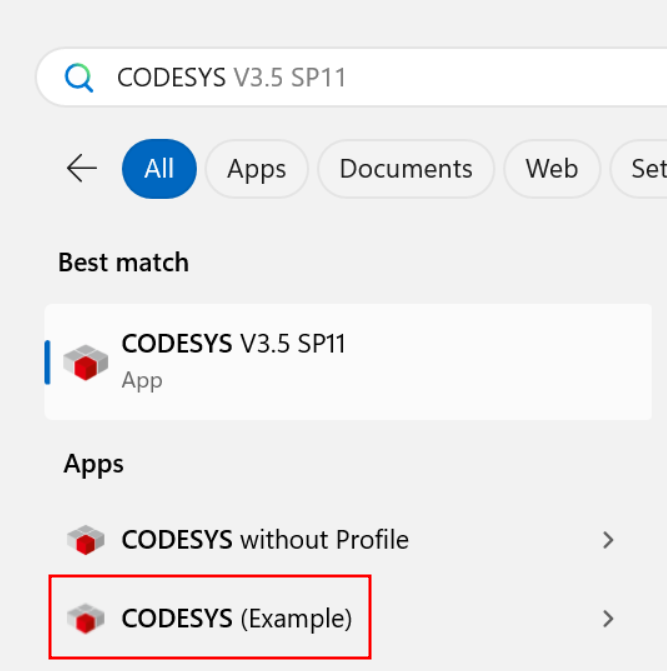 CODESYS V3.5 SP11
All Apps Documents Web Set
Best match
CODESYS V3.5 SP11
App
Apps
CODESYS without Profile
CODESYS (Example)